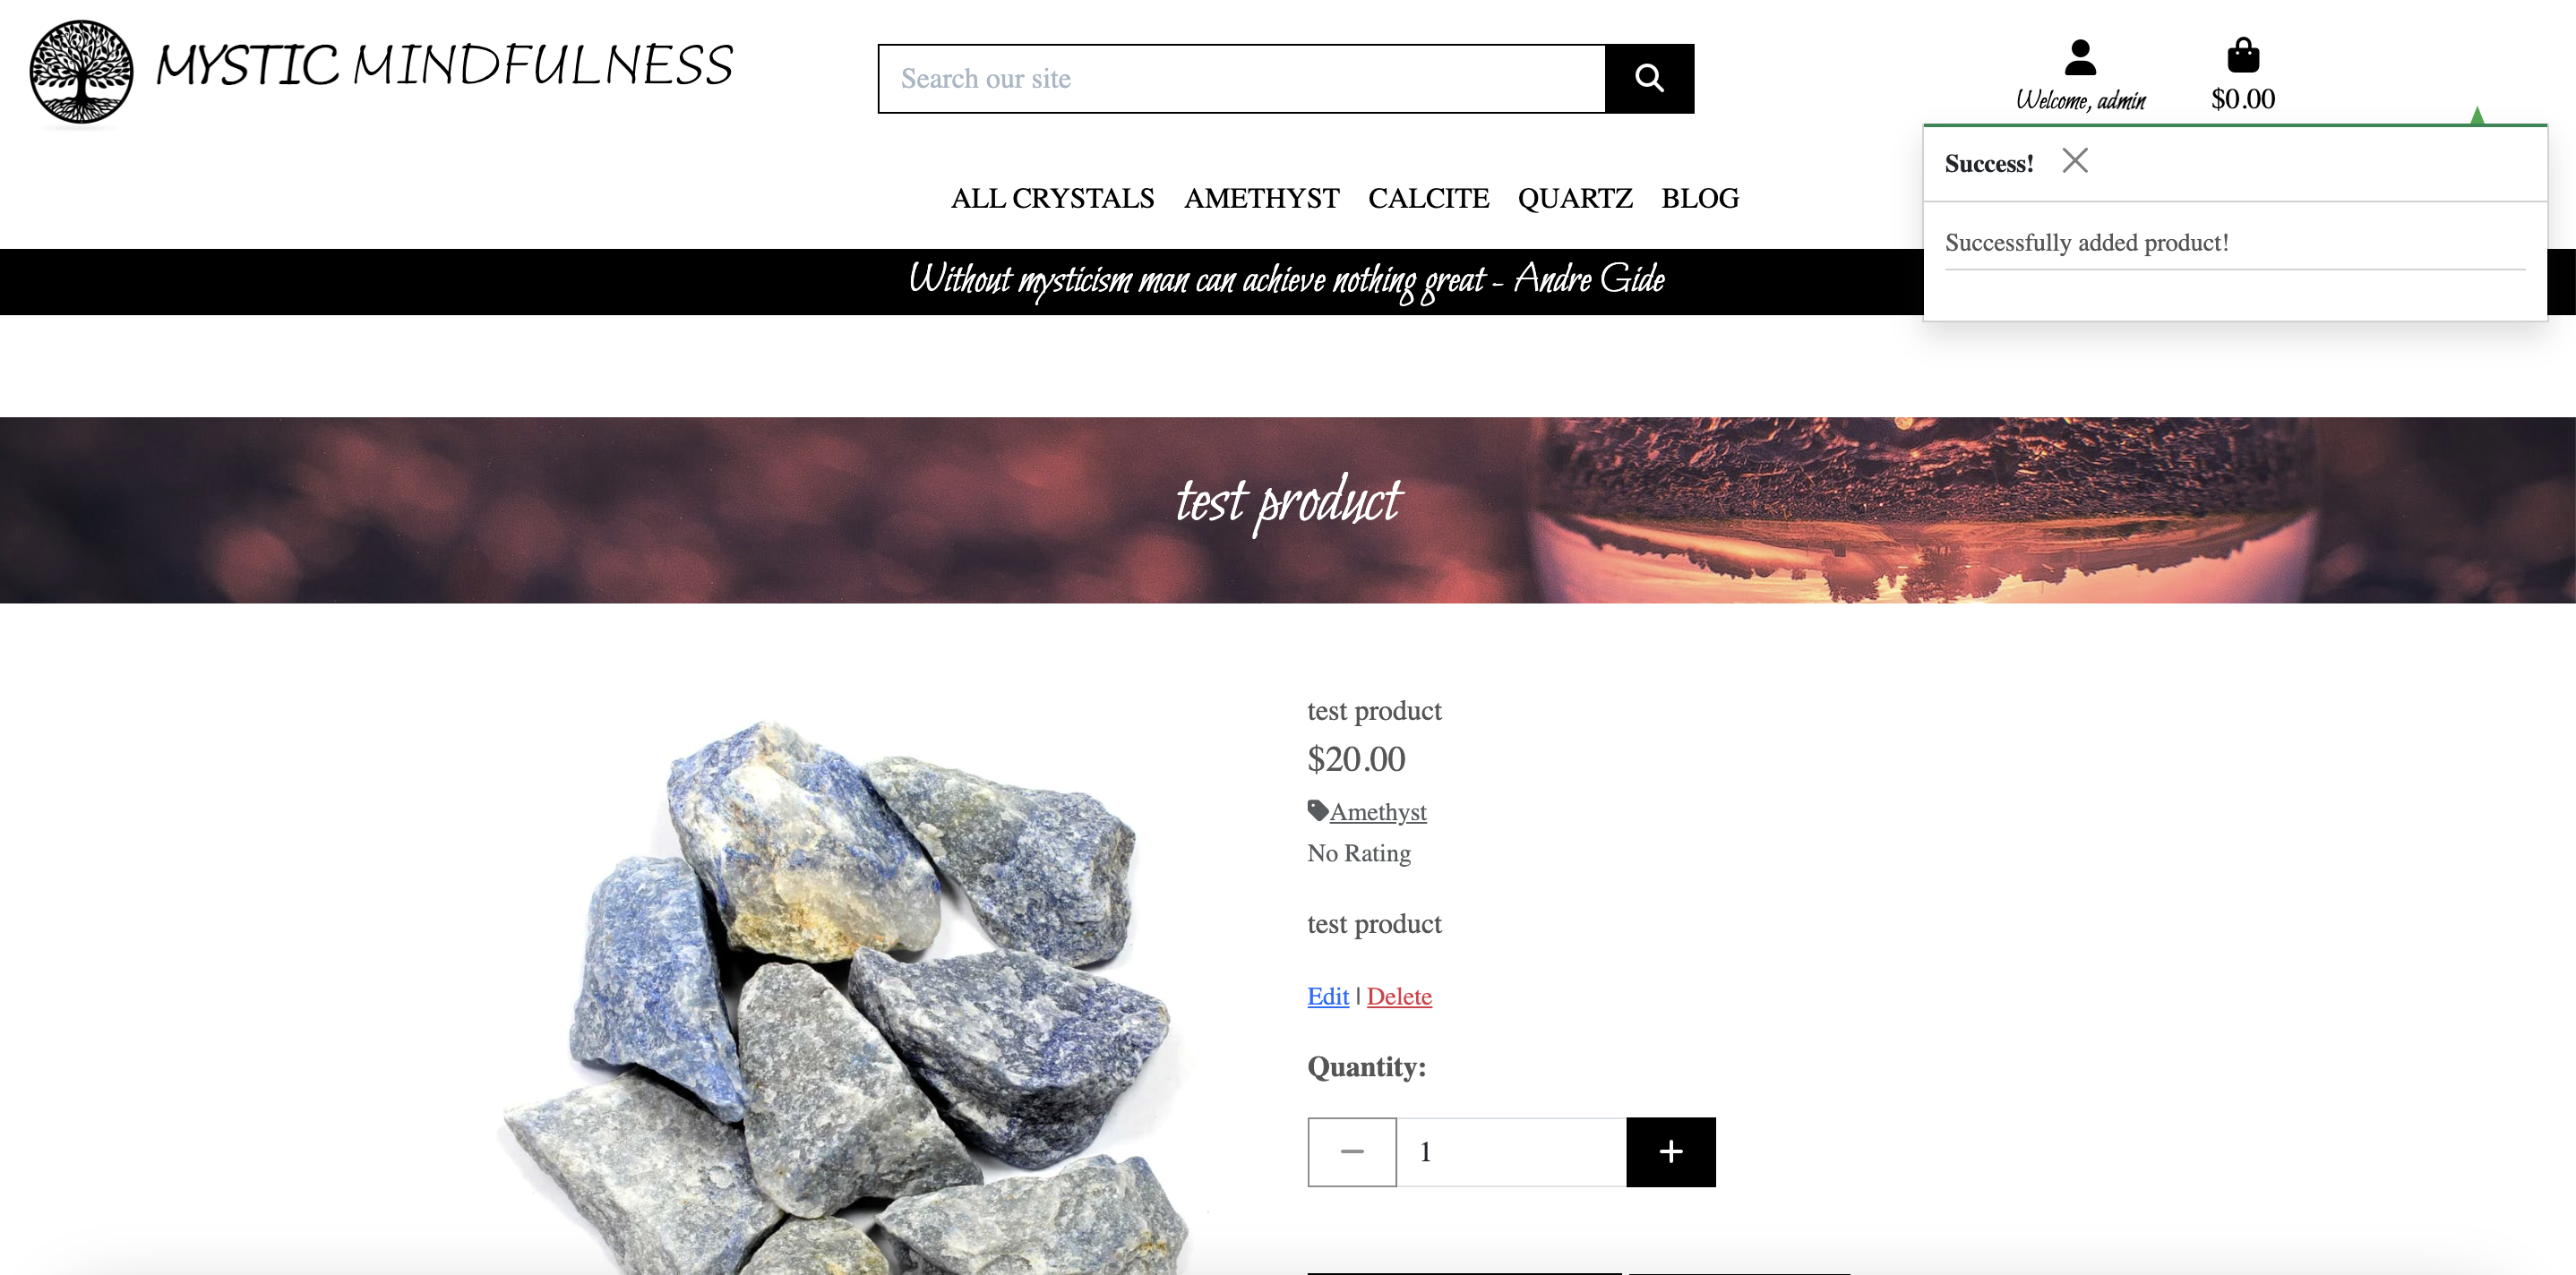 MYSTIC MINDFULNESS
Search our site
Welcome, admin
$0.00
Success!
Successfully added product!
ALL CRYSTALS AMETHYST CALCITE QUARTZ BLOG
Without mysticism man can achieve nothing great - Andre Gide
test product
test product
$20.00
Amethyst
No Rating
test product
Edit | Delete
Quantity:
1